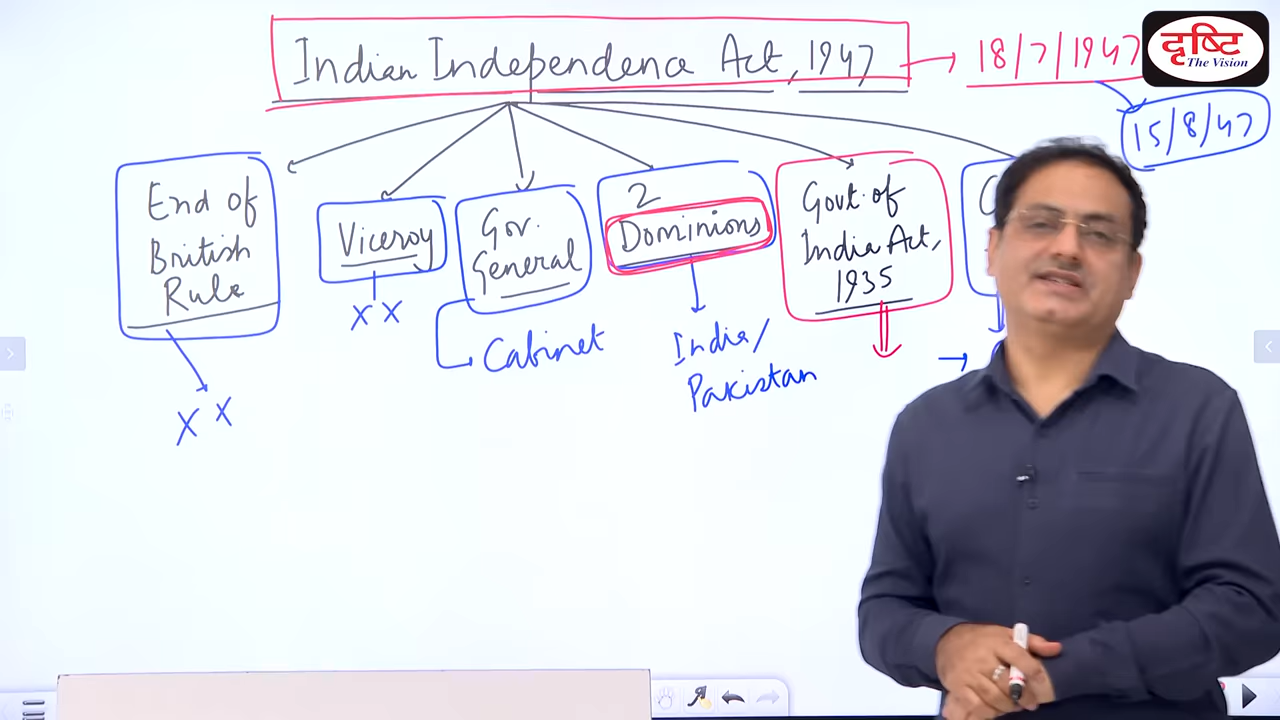 Indian Independence Act, 1947 → 18/7/1947
दृष्टि
The Vision
15/8/47
End of
British
Rule
X X
Viceroy
X X
Gov.
General
Cabinet
2
Dominions
India/
Pakistan
Govt. of
India Act,
1935